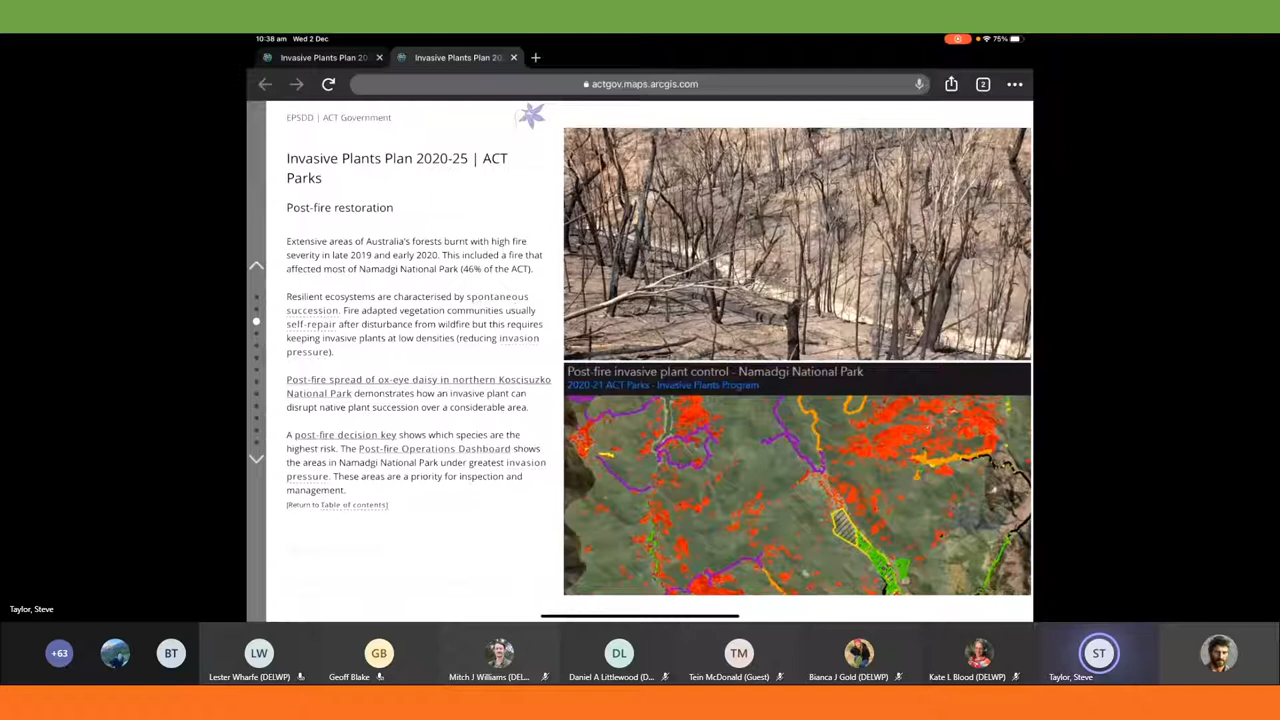 10:38 am Wed 2 Dec
75%
Invasive Plants Plan 20
Invasive Plants Plan 20
actgov.maps.arcgis.com
2
EPSDD | ACT Government
Invasive Plants Plan 2020-25 | ACT
Parks
Post-fire restoration
Extensive areas of Australia's forests burnt with high fire
severity in late 2019 and early 2020. This included a fire that
affected most of Namadgi National Park (46% of the ACT).
Resilient ecosystems are characterised by spontaneous
succession. Fire adapted vegetation communities usually
self-repair after disturbance from wildfire but this requires
keeping invasive plants at low densities (reducing invasion
pressure).
Post-fire spread of ox-eye daisy in northern Koscisuzko
National Park demonstrates how an invasive plant can
disrupt native plant succession over a considerable area.
A post-fire decision key shows which species are the
highest risk. The Post-fire Operations Dashboard shows
the areas in Namadgi National Park under greatest invasion
pressure. These areas are a priority for inspection and
management.
[Return to Table of contents]
Post-fire invasive plant control - Namadgi National Park
2020-21 ACT Parks - Invasive Plants Program
Taylor, Steve
+63
BT
LW
GB
DL
TM
ST
Lester Wharfe (DELWP)
Geoff Blake
Mitch J Williams (DEL...
Daniel A Littlewood (D...
Tein McDonald (Guest)
Bianca J Gold (DELWP)
Kate L Blood (DELWP)
Taylor, Steve